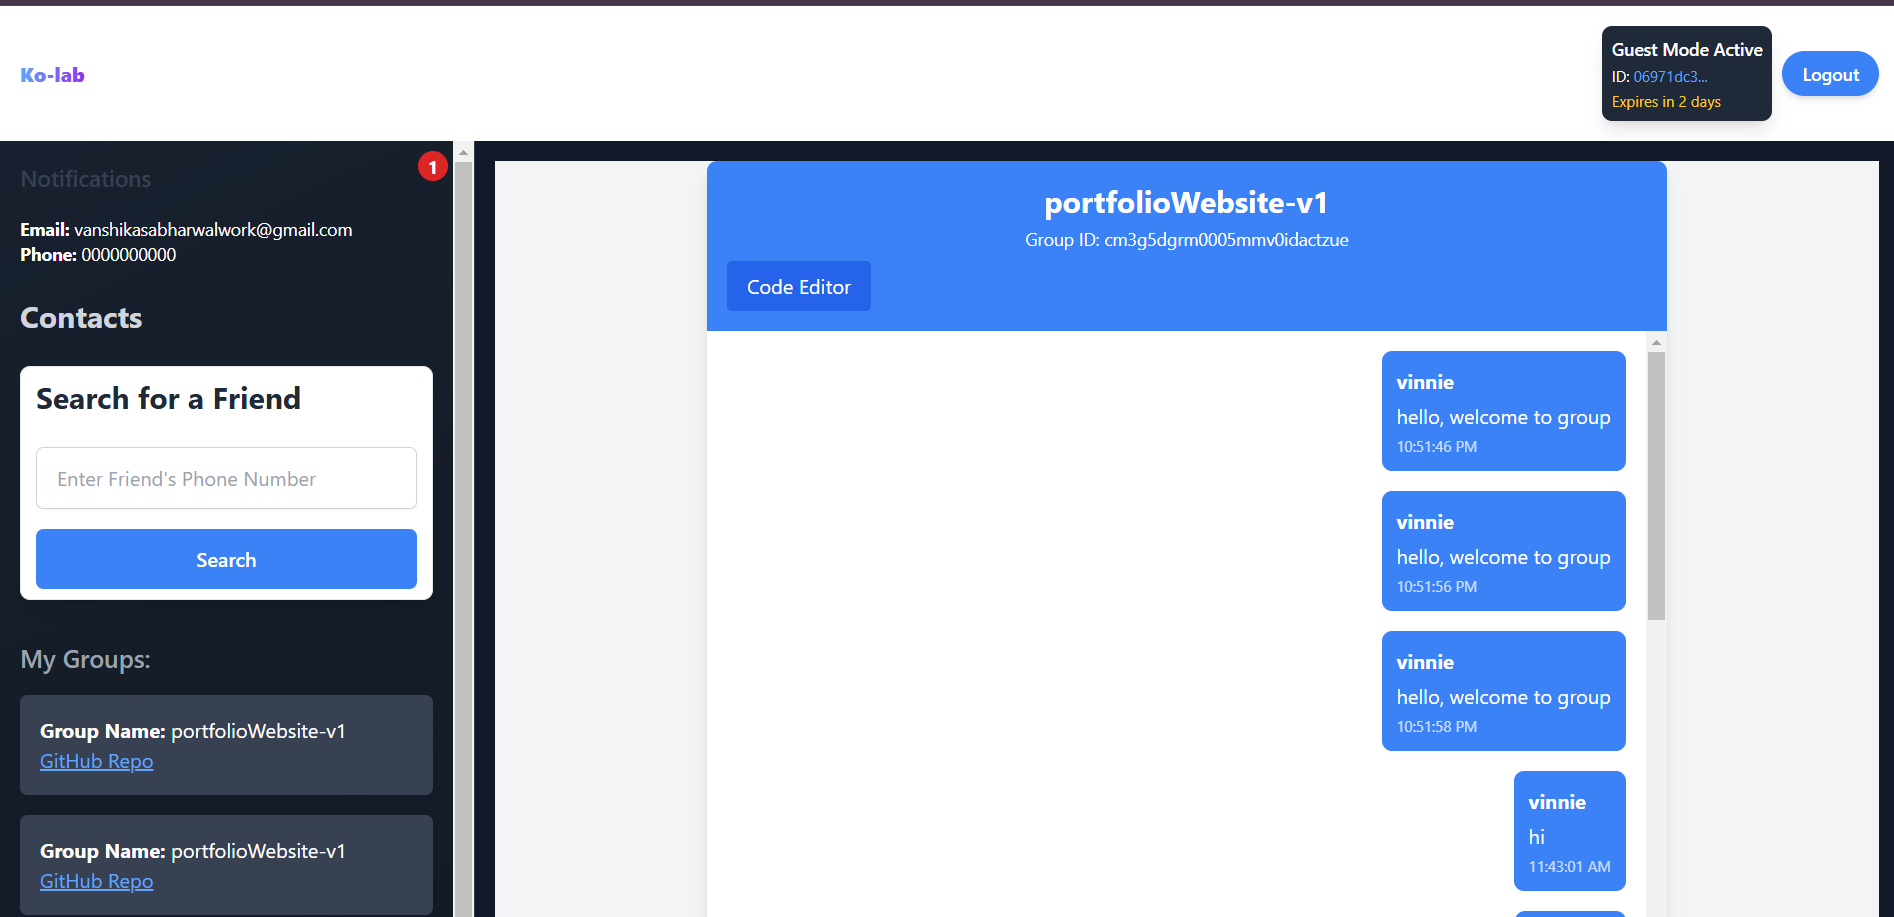 Ko-lab
Guest Mode Active
ID: 06971dc3...
Expires in 2 days
Logout
Notifications
1
Email: vanshikasabharwalwork@gmail.com
Phone: 0000000000
Contacts
Search for a Friend
Enter Friend's Phone Number
Search
My Groups:
Group Name: portfolioWebsite-v1
GitHub Repo
Group Name: portfolioWebsite-v1
GitHub Repo
portfolioWebsite-v1
Group ID: cm3g5dgrm0005mmv0idactzue
Code Editor
vinnie
hello, welcome to group
10:51:46 PM
vinnie
hello, welcome to group
10:51:56 PM
vinnie
hello, welcome to group
10:51:58 PM
vinnie
hi
11:43:01 AM